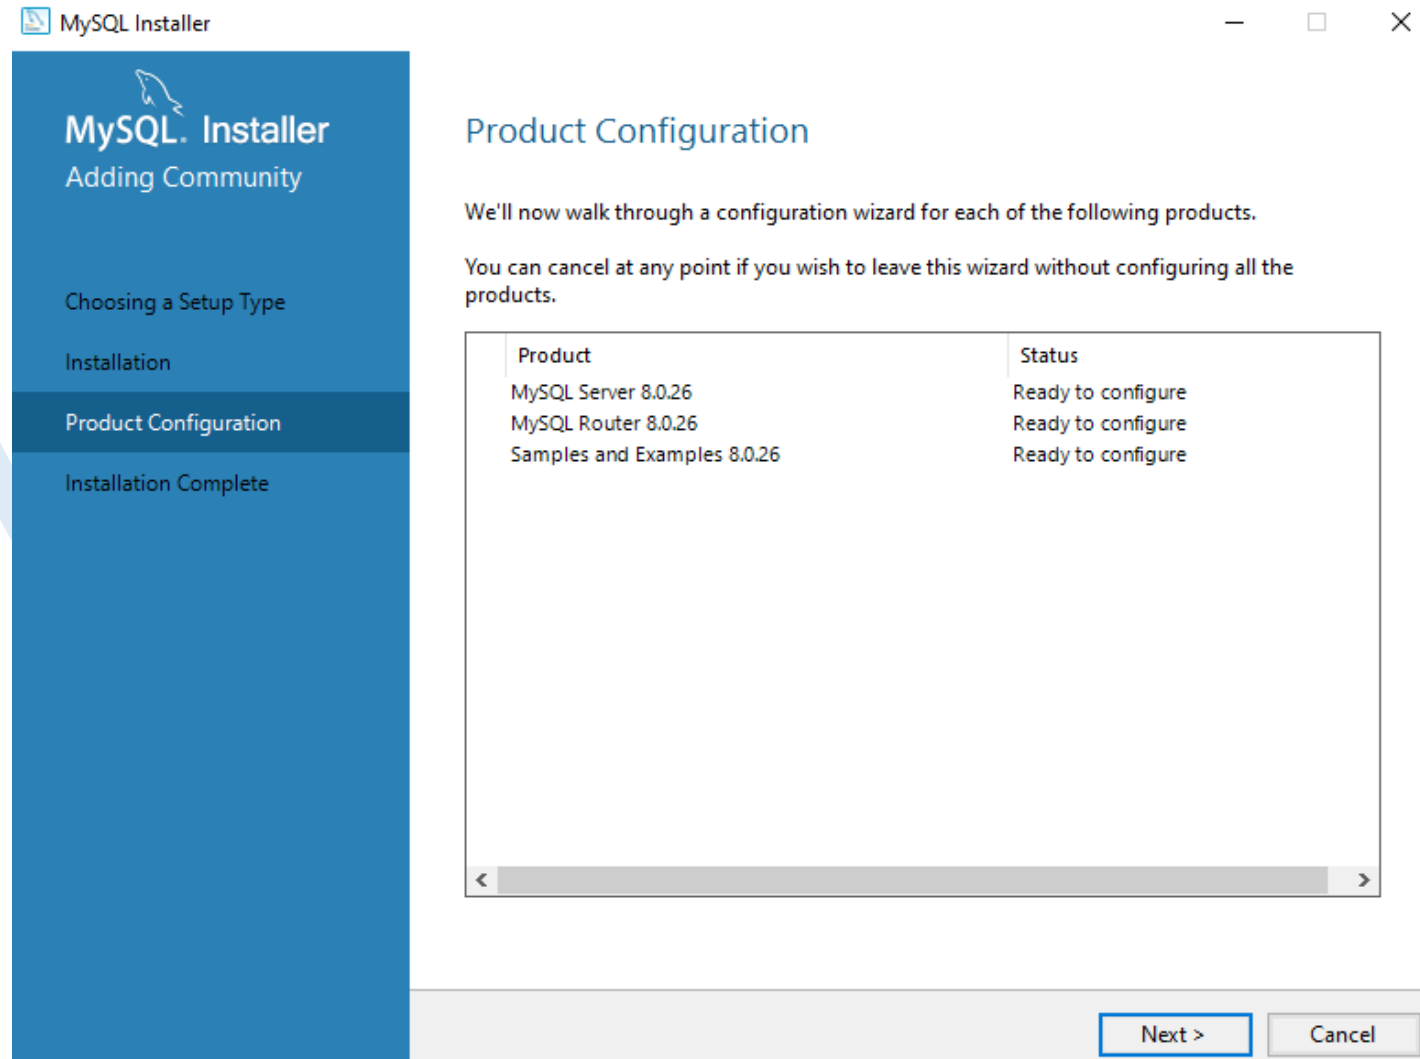 MySQL Installer
MySQL. Installer
Adding Community
Choosing a Setup Type
Installation
Product Configuration
Installation Complete
Product Configuration
We'll now walk through a configuration wizard for each of the following products.
You can cancel at any point if you wish to leave this wizard without configuring all the
products.
Product Status
MySQL Server 8.0.26 Ready to configure
MySQL Router 8.0.26 Ready to configure
Samples and Examples 8.0.26 Ready to configure
Next > Cancel